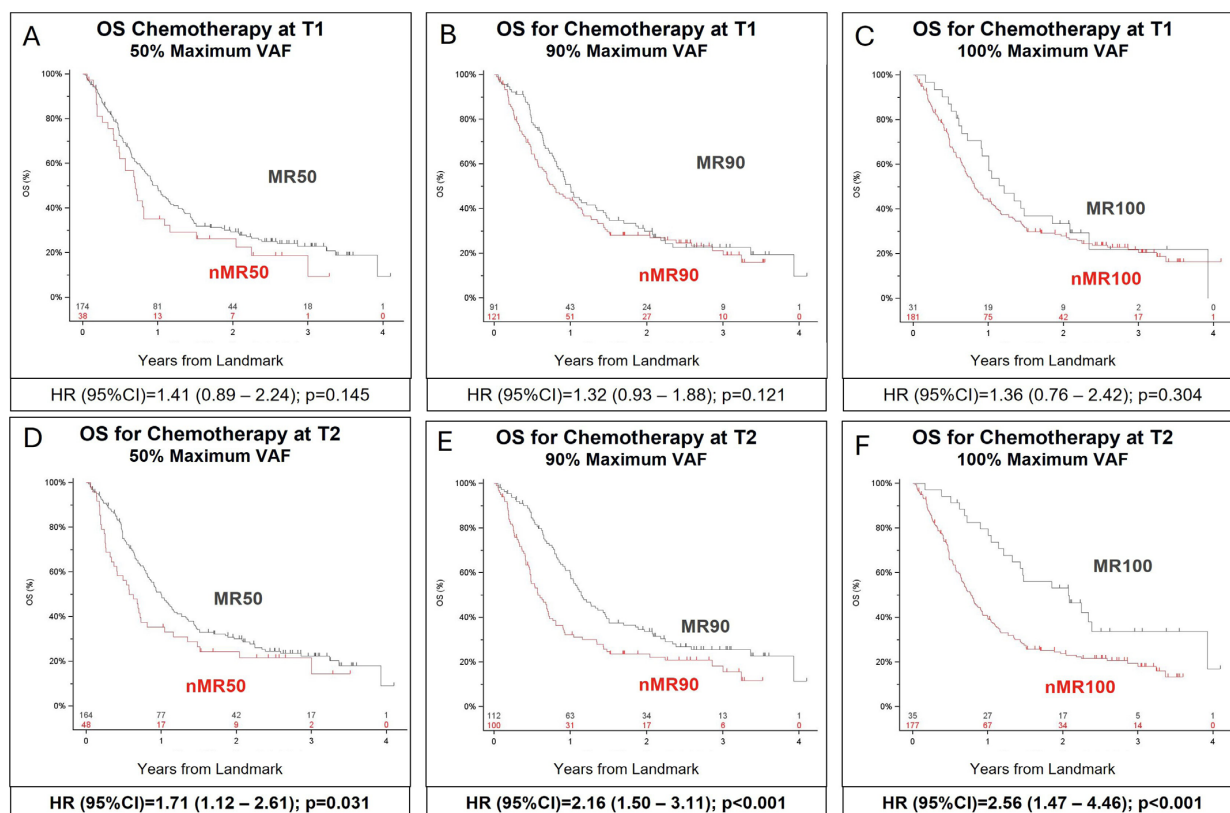 A
OS Chemotherapy at T1
50% Maximum VAF
100%
80%
60%
40%
20%
0%
OS (%)
MR50
nMR50
174 81 44 18 1
38 13 7 1 0
0 1 2 3 4
Years from Landmark
HR (95%CI)=1.41 (0.89 – 2.24); p=0.145
B
OS for Chemotherapy at T1
90% Maximum VAF
100%
80%
60%
40%
20%
0%
OS (%)
MR90
nMR90
91 43 24 9 1
121 51 27 10 0
0 1 2 3 4
Years from Landmark
HR (95%CI)=1.32 (0.93 – 1.88); p=0.121
C
OS for Chemotherapy at T1
100% Maximum VAF
100%
80%
60%
40%
20%
0%
OS (%)
MR100
nMR100
31 19 9 2 0
181 75 42 17 1
0 1 2 3 4
Years from Landmark
HR (95%CI)=1.36 (0.76 – 2.42); p=0.304
D
OS for Chemotherapy at T2
50% Maximum VAF
100%
80%
60%
40%
20%
0%
OS (%)
MR50
nMR50
164 77 42 17 1
48 17 9 2 0
0 1 2 3 4
Years from Landmark
HR (95%CI)=1.71 (1.12 – 2.61); p=0.031
E
OS for Chemotherapy at T2
90% Maximum VAF
100%
80%
60%
40%
20%
0%
OS (%)
MR90
nMR90
112 63 34 13 1
100 31 17 6 0
0 1 2 3 4
Years from Landmark
HR (95%CI)=2.16 (1.50 – 3.11); p<0.001
F
OS for Chemotherapy at T2
100% Maximum VAF
100%
80%
60%
40%
20%
0%
OS (%)
MR100
nMR100
35 27 17 5 1
177 67 34 14 0
0 1 2 3 4
Years from Landmark
HR (95%CI)=2.56 (1.47 – 4.46); p<0.001